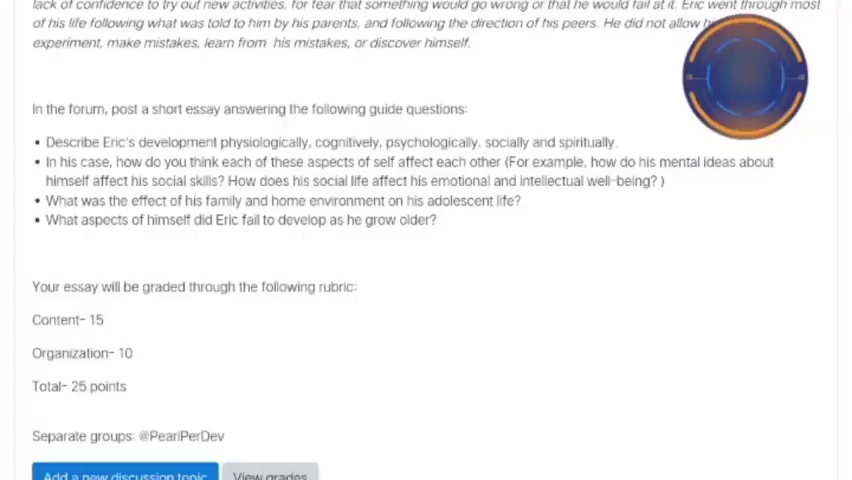 lack of confidence to try out new activities, for fear that something would go wrong or that he would fail at it. Eric went through most
of his life following what was told to him by his parents, and following the direction of his peers. He did not allow
experiment, make mistakes, learn from his mistakes, or discover himself.
In the forum, post a short essay answering the following guide questions:
• Describe Eric's development physiologically, cognitively, psychologically, socially and spiritually.
• In his case, how do you think each of these aspects of self affect each other (For example, how do his mental ideas about
himself affect his social skills? How does his social life affect his emotional and intellectual well-being? )
• What was the effect of his family and home environment on his adolescent life?
• What aspects of himself did Eric fail to develop as he grow older?
Your essay will be graded through the following rubric:
Content- 15
Organization- 10
Total- 25 points
Separate groups: @PearlPerDev
Add a new discussion topic View grades